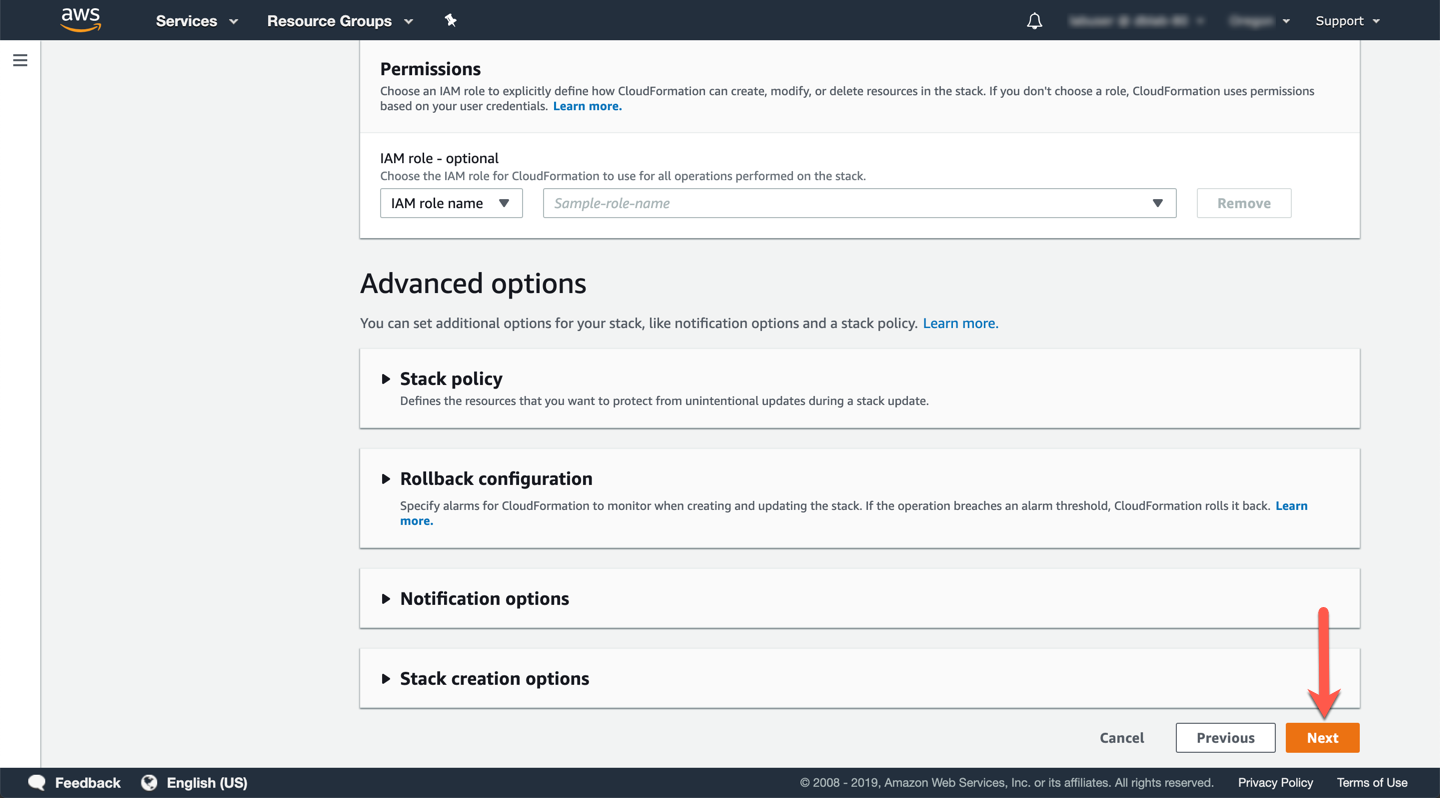 aws
Services
Resource Groups
Support
Permissions
Choose an IAM role to explicitly define how CloudFormation can create, modify, or delete resources in the stack. If you don't choose a role, CloudFormation uses permissions
based on your user credentials. Learn more.
IAM role - optional
Choose the IAM role for CloudFormation to use for all operations performed on the stack.
IAM role name
Sample-role-name
Remove
Advanced options
You can set additional options for your stack, like notification options and a stack policy. Learn more.
Stack policy
Defines the resources that you want to protect from unintentional updates during a stack update.
Rollback configuration
Specify alarms for CloudFormation to monitor when creating and updating the stack. If the operation breaches an alarm threshold, CloudFormation rolls it back. Learn
more.
Notification options
Stack creation options
Cancel
Previous
Next
Feedback
English (US)
© 2008 - 2019, Amazon Web Services, Inc. or its affiliates. All rights reserved.
Privacy Policy
Terms of Use